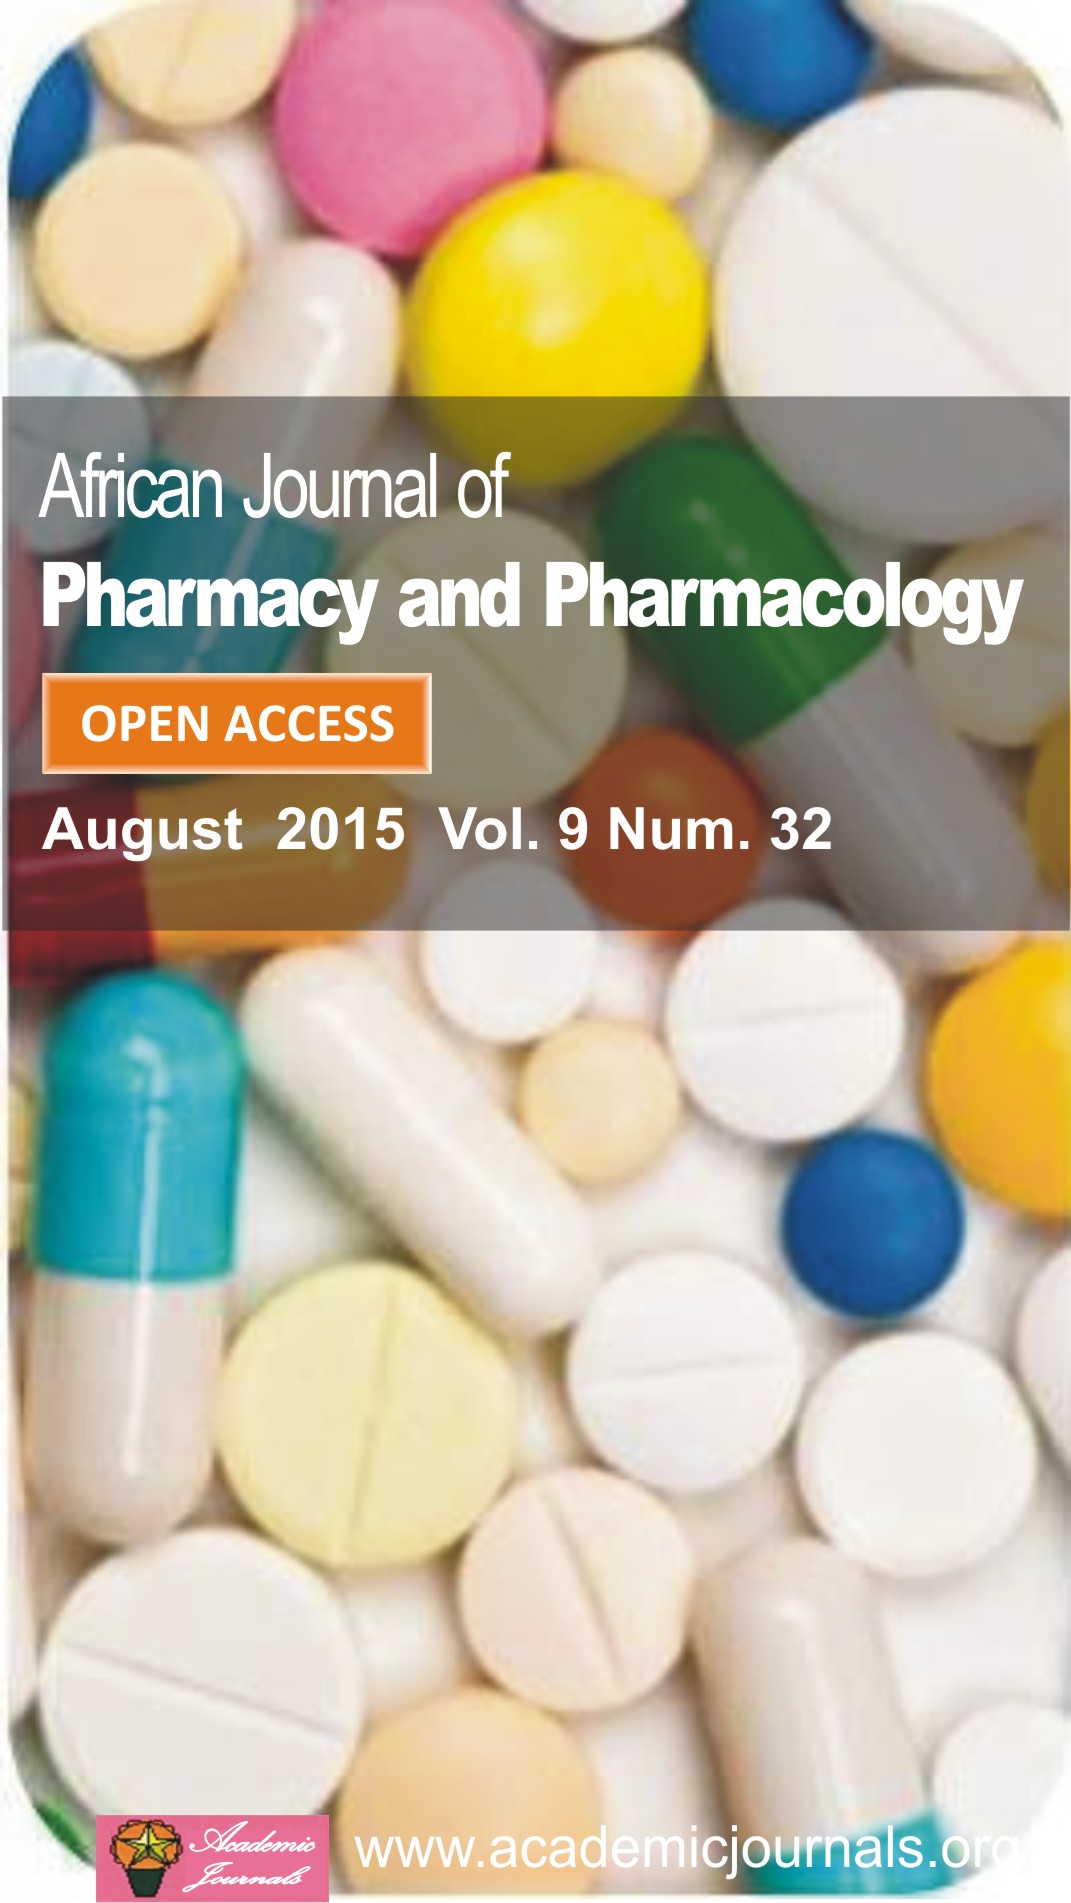 African Journal of
Pharmacy and Pharmacology
OPEN ACCESS
August 2015 Vol. 9 Num. 32
Academic
Journals
www.academicjournals.org